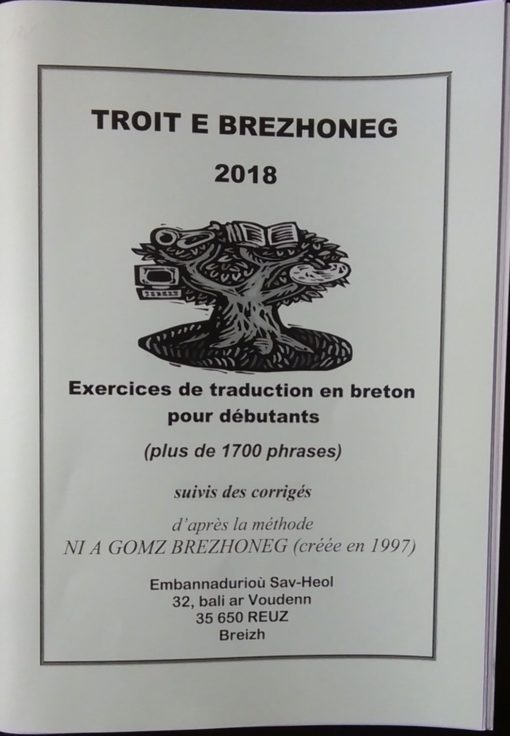 TROIT E BREZHONEG
2018
Exercices de traduction en breton
pour débutants
(plus de 1700 phrases)
suivis des corrigés
d'après la méthode
NI A GOMZ BREZHONEG (créée en 1997)
Embannadurioù Sav-Heol
32, bali ar Voudenn
35 650 REUZ
Breizh